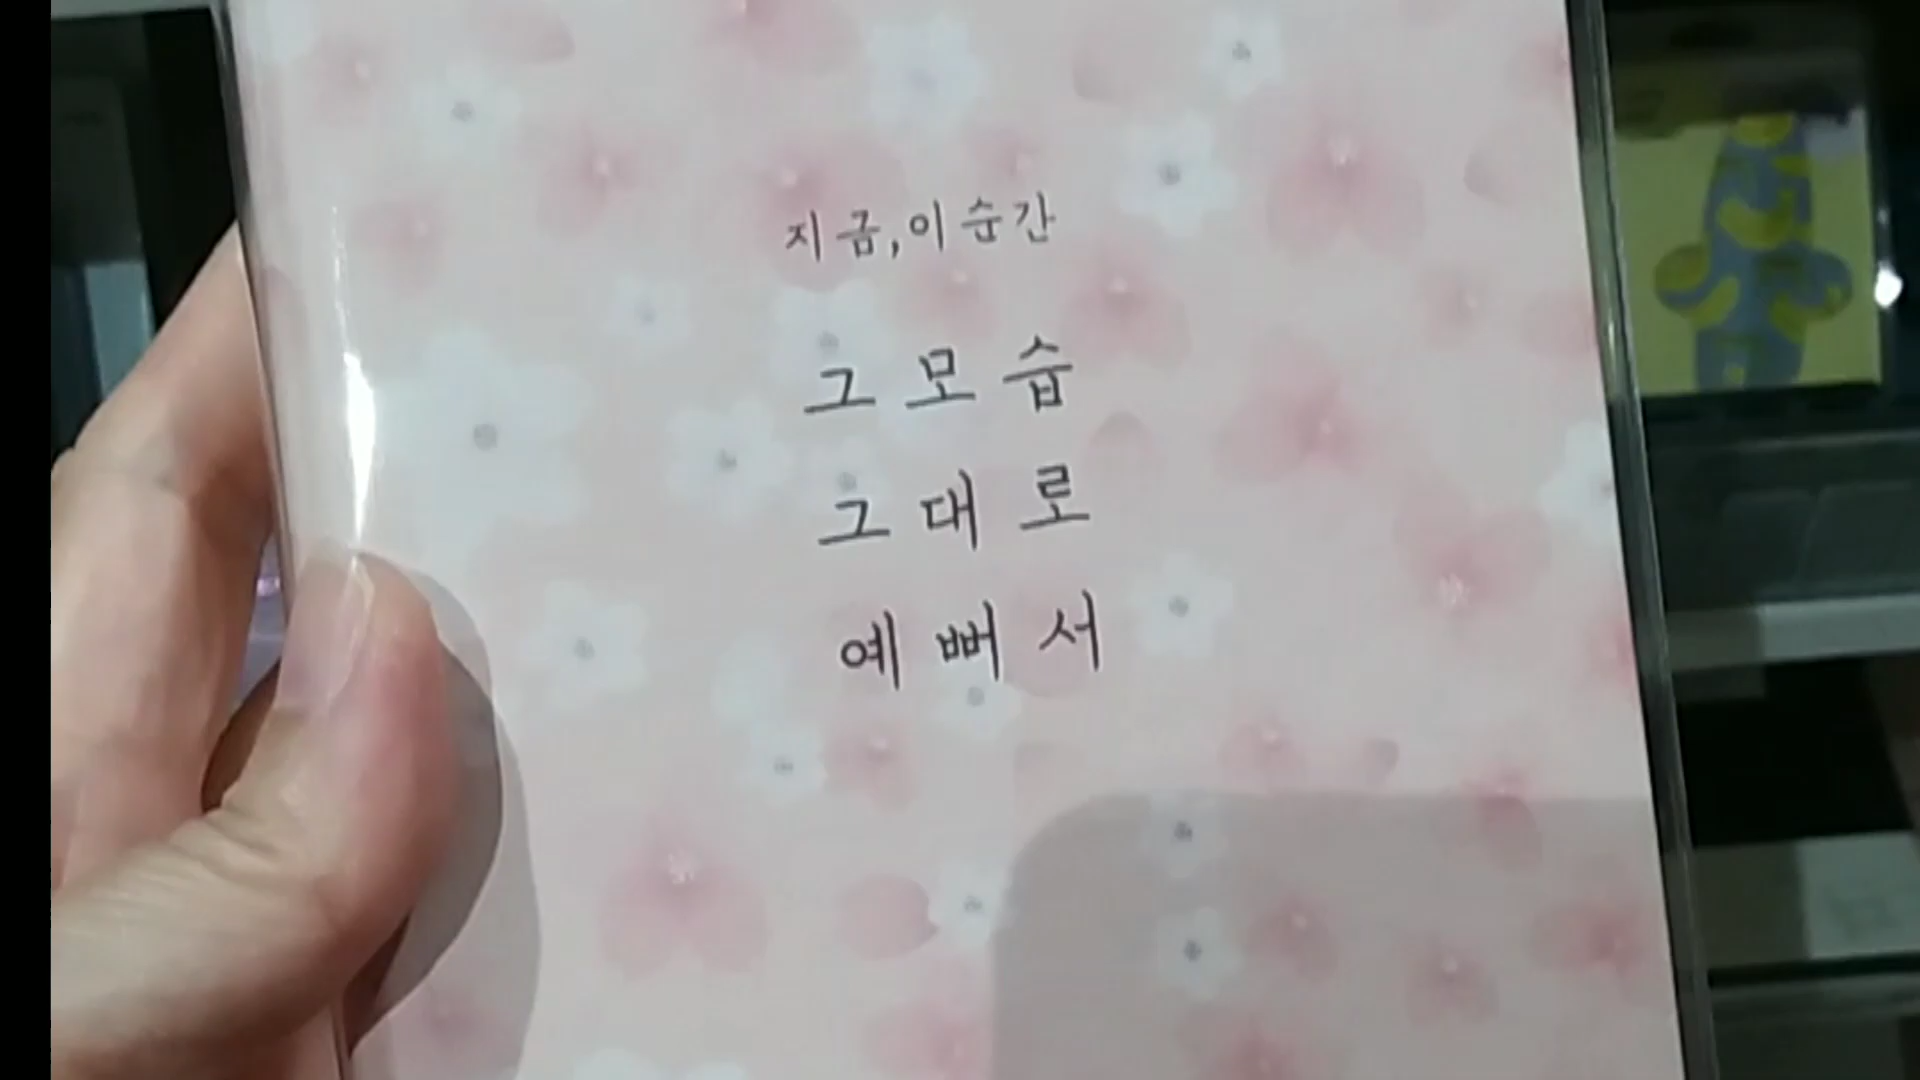 지금, 이 순간
그 모습
그대로
예뻐서